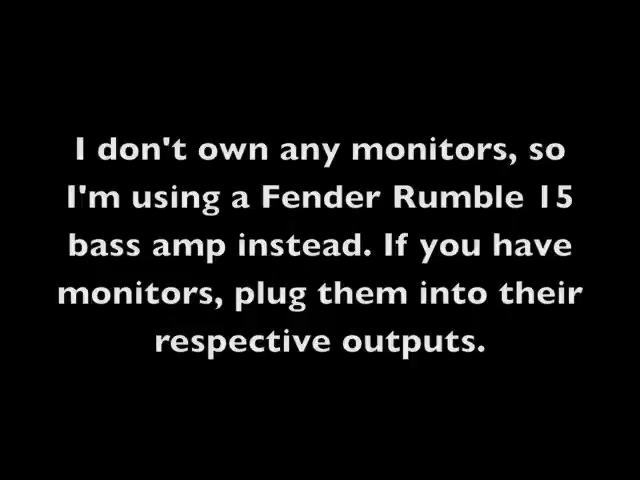 I don't own any monitors, so
I'm using a Fender Rumble 15
bass amp instead. If you have
monitors, plug them into their
respective outputs.